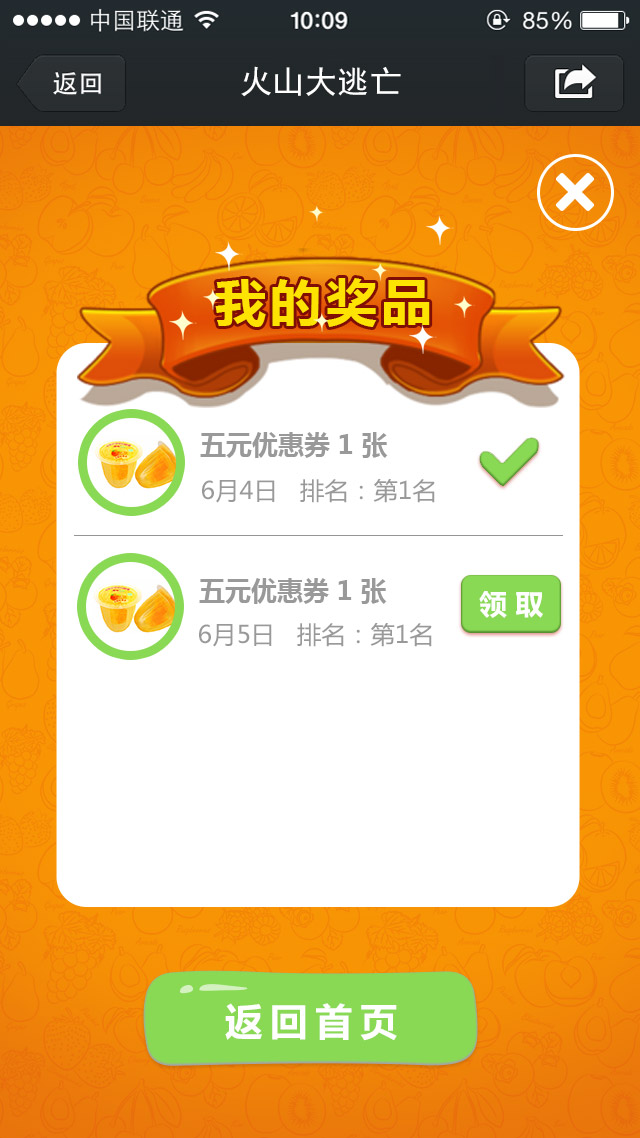 中国联通 10:09 85%
返回 火山大逃亡
我的奖品
五元优惠券 1 张
6月4日 排名：第1名
五元优惠券 1 张
领取
6月5日 排名：第1名
返回首页